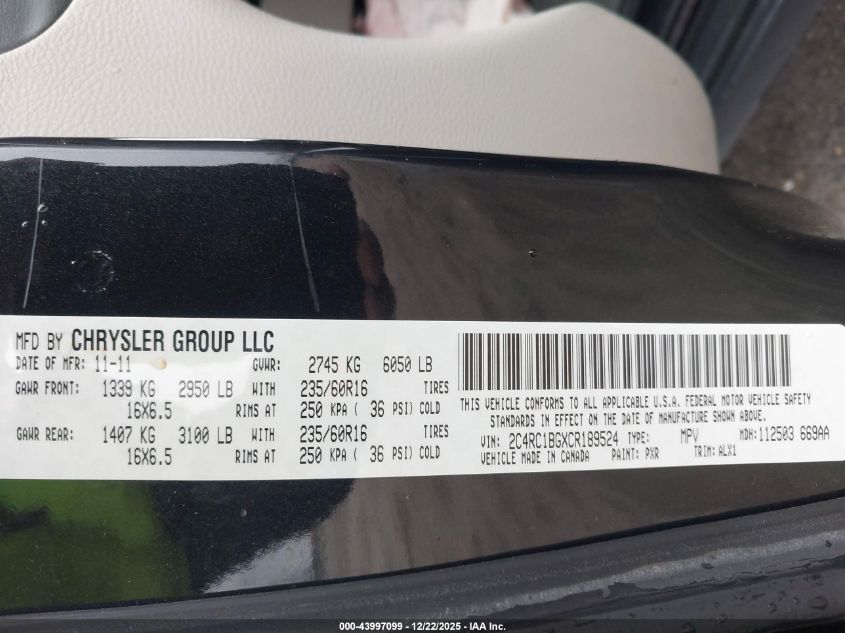 MFD BY CHRYSLER GROUP LLC
DATE OF MFR: 11-11 GVWR: 2745 KG 6050 LB
GAWR FRONT: 1339 KG 2950 LB WITH 235/60R16 TIRES
16X6.5 RIMS AT 250 KPA ( 36 PSI) COLD
GAWR REAR: 1407 KG 3100 LB WITH 235/60R16 TIRES
16X6.5 RIMS AT 250 KPA ( 36 PSI) COLD
THIS VEHICLE CONFORMS TO ALL APPLICABLE U.S.A. FEDERAL MOTOR VEHICLE SAFETY
STANDARDS IN EFFECT ON THE DATE OF MANUFACTURE SHOWN ABOVE.
VIN: 2C4RC1BGXCR189524 TYPE: MPV MDH: 112503 669AA
VEHICLE MADE IN CANADA PAINT: PXR TRIM: ALX1
000-43997099 - 12/22/2025 - IAA Inc.